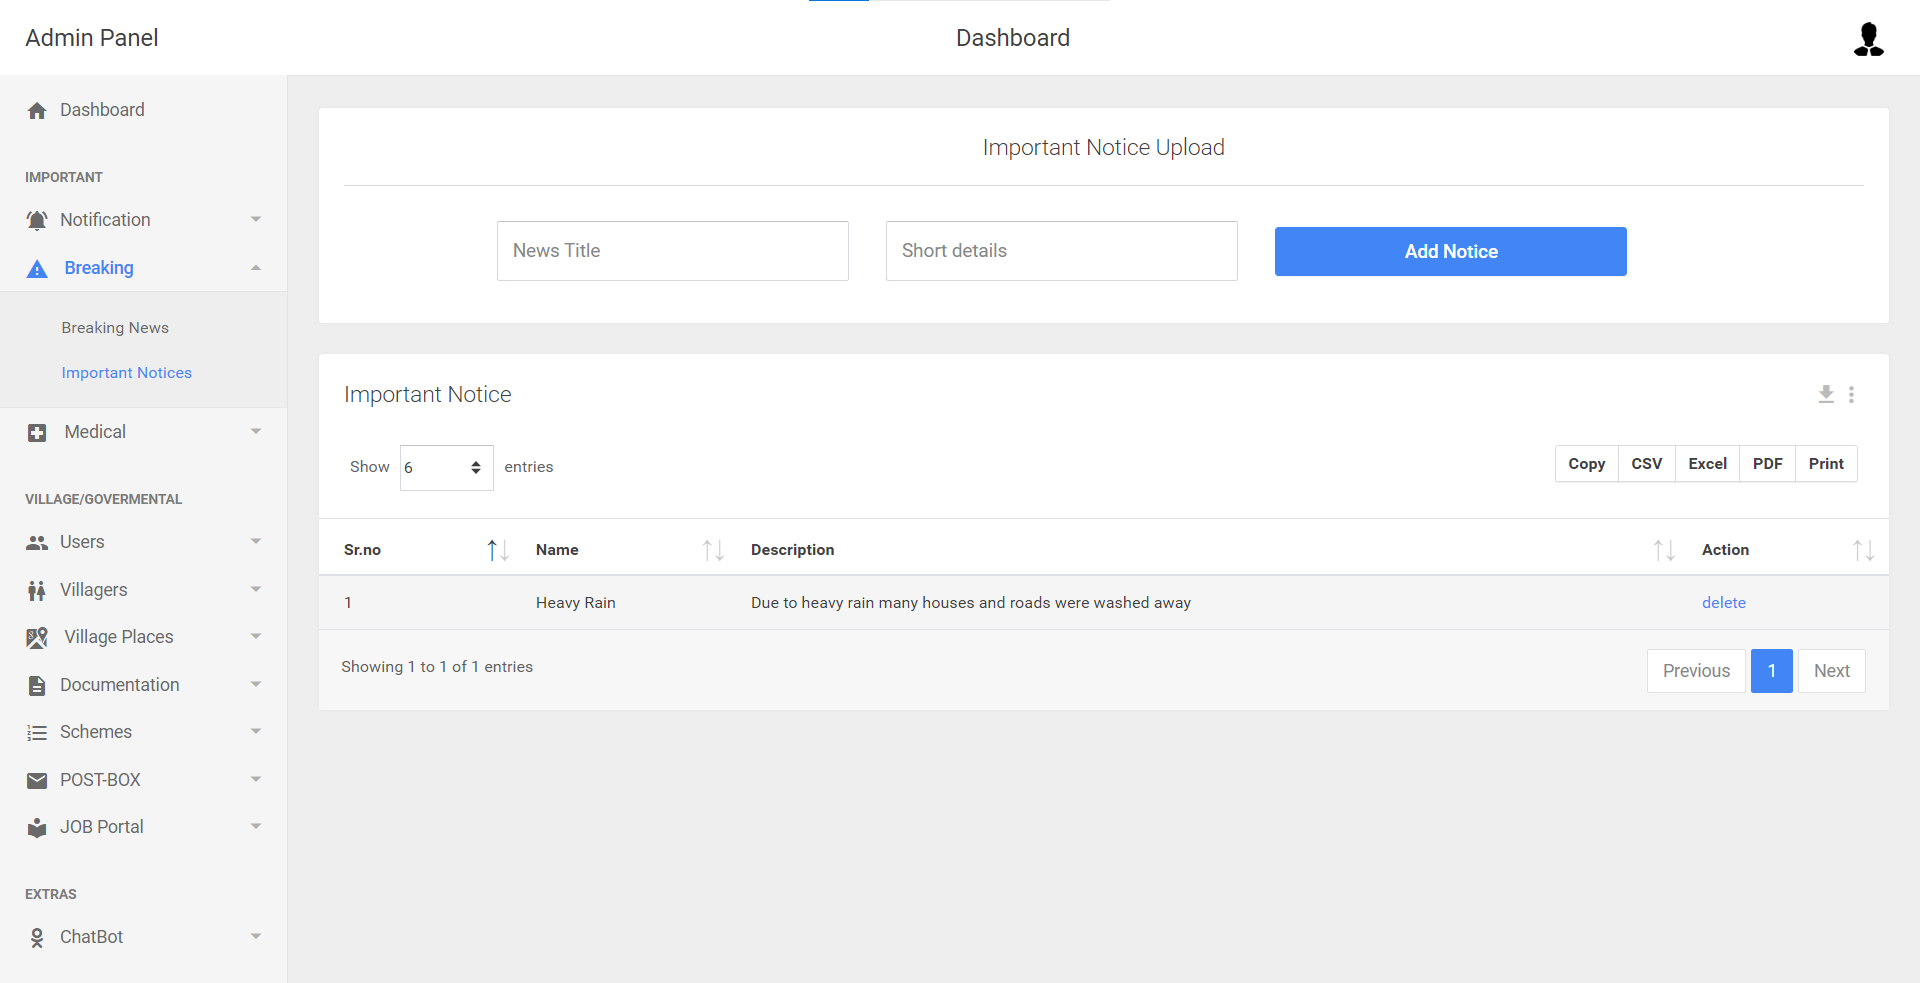 Admin Panel
Dashboard
Dashboard
IMPORTANT
Notification
Breaking
Breaking News
Important Notices
Medical
VILLAGE/GOVERMENTAL
Users
Villagers
Village Places
Documentation
Schemes
POST-BOX
JOB Portal
EXTRAS
ChatBot
Important Notice Upload
News Title
Short details
Add Notice
Important Notice
Show 6 entries
Copy CSV Excel PDF Print
Sr.no Name Description Action
1 Heavy Rain Due to heavy rain many houses and roads were washed away delete
Showing 1 to 1 of 1 entries
Previous 1 Next